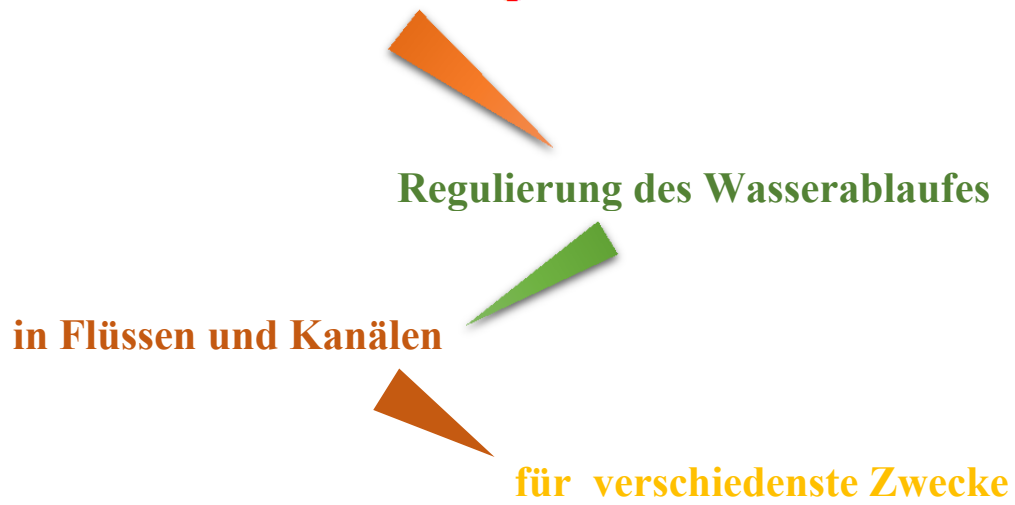 Regulierung des Wasserablaufes
in Flüssen und Kanälen
für verschiedenste Zwecke